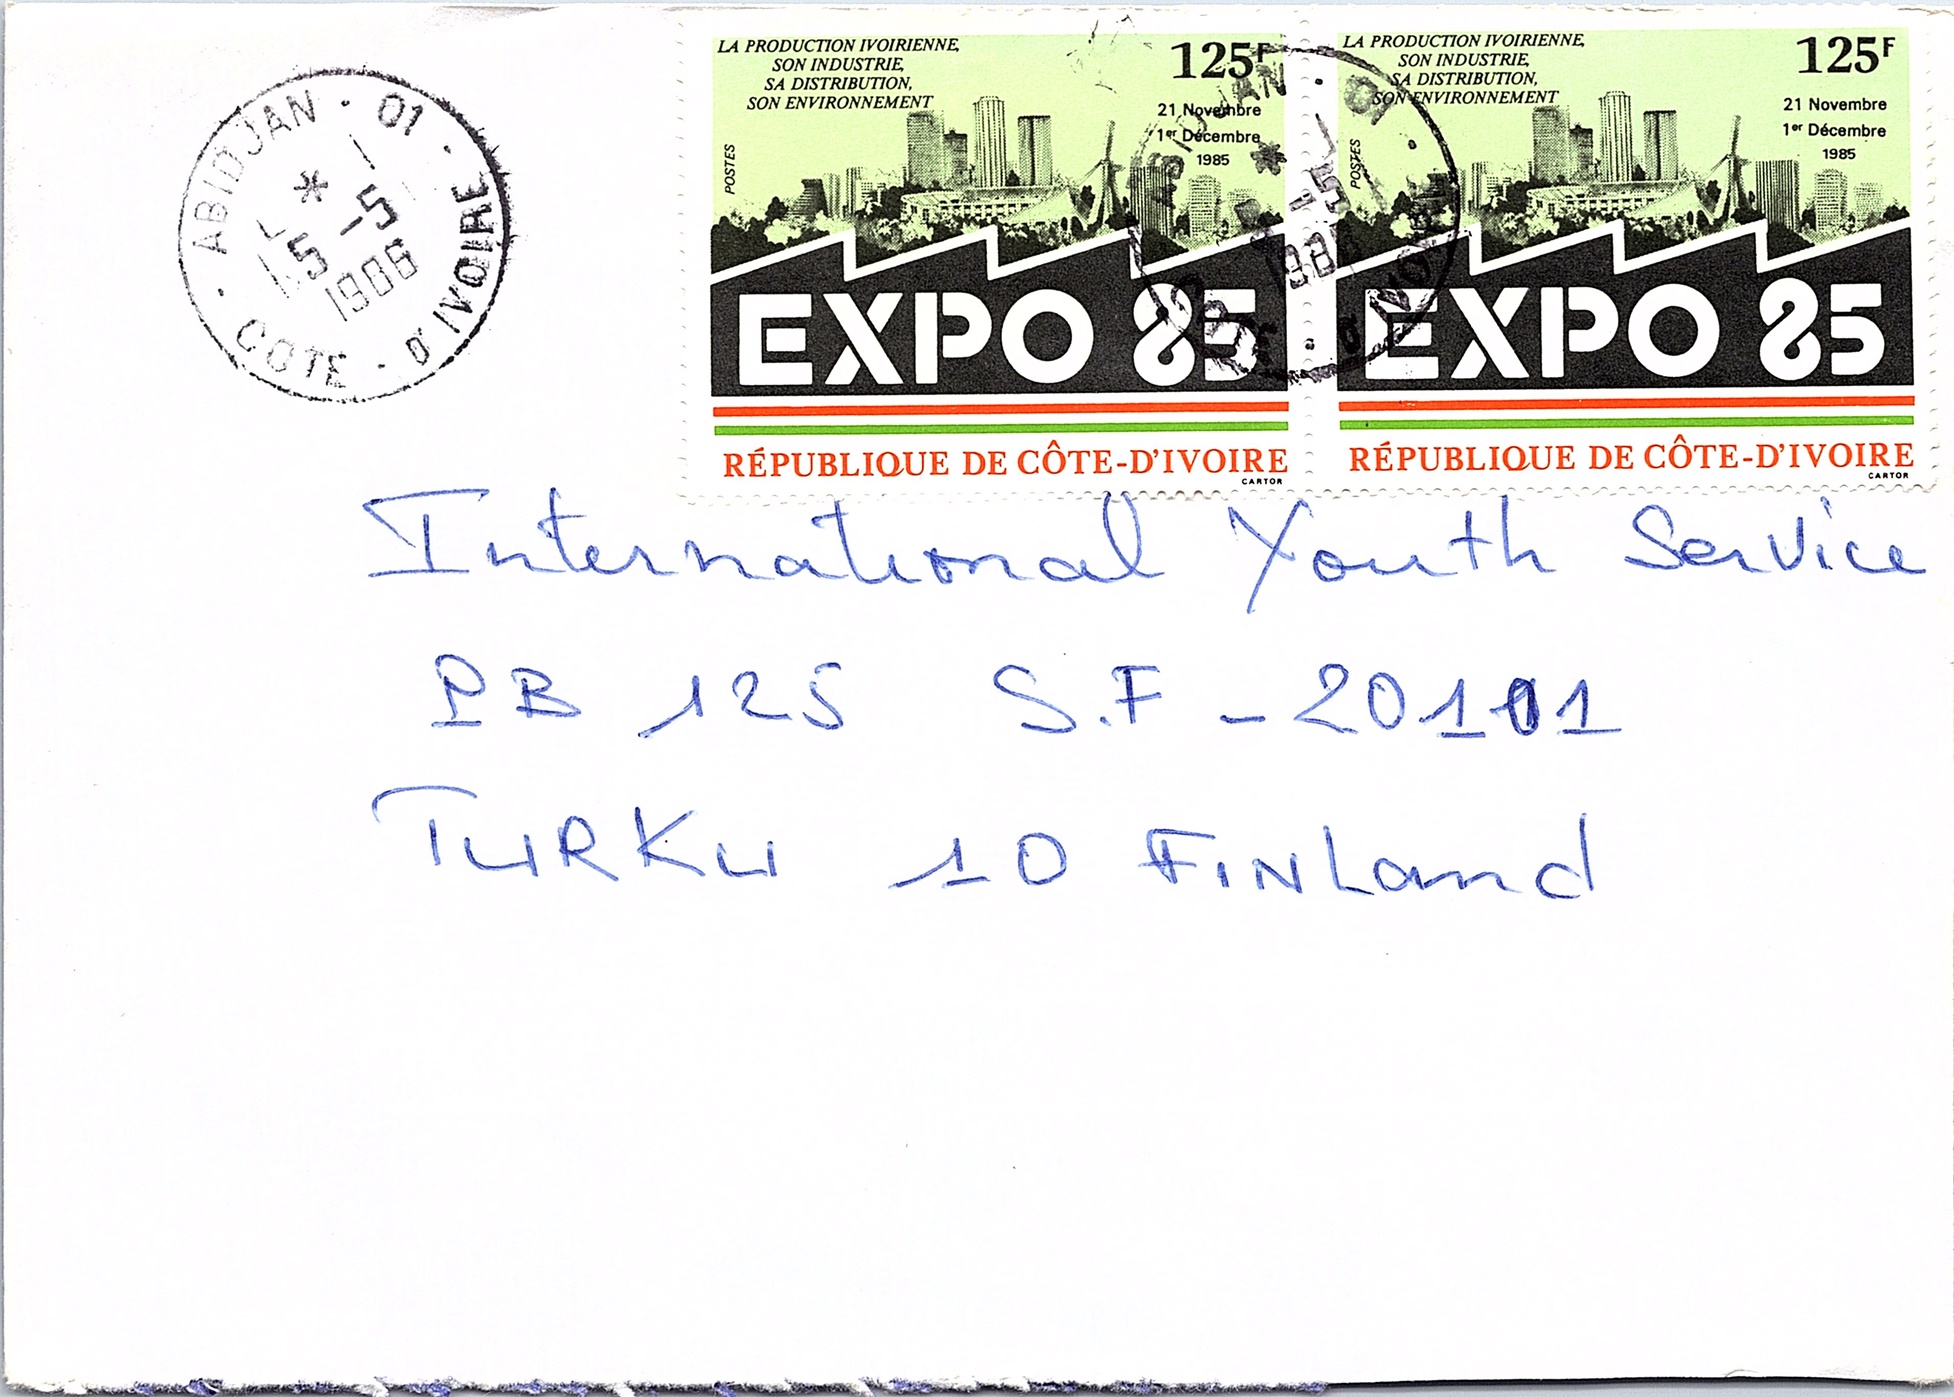 ABIDJAN · 01 ·
* 1
5 -5
1986
· COTE · D'IVOIRE ·
LA PRODUCTION IVOIRIENNE,
SON INDUSTRIE,
SA DISTRIBUTION,
SON ENVIRONNEMENT
125F
21 Novembre
1er Décembre
1985
POSTES
EXPO 85
RÉPUBLIQUE DE CÔTE-D'IVOIRE
CARTOR
LA PRODUCTION IVOIRIENNE,
SON INDUSTRIE,
SA DISTRIBUTION,
SON ENVIRONNEMENT
125F
21 Novembre
1er Décembre
1985
POSTES
EXPO 85
RÉPUBLIQUE DE CÔTE-D'IVOIRE
CARTOR
International Youth Service
PB 125 S.F - 20101
TURKU 10 FINLand